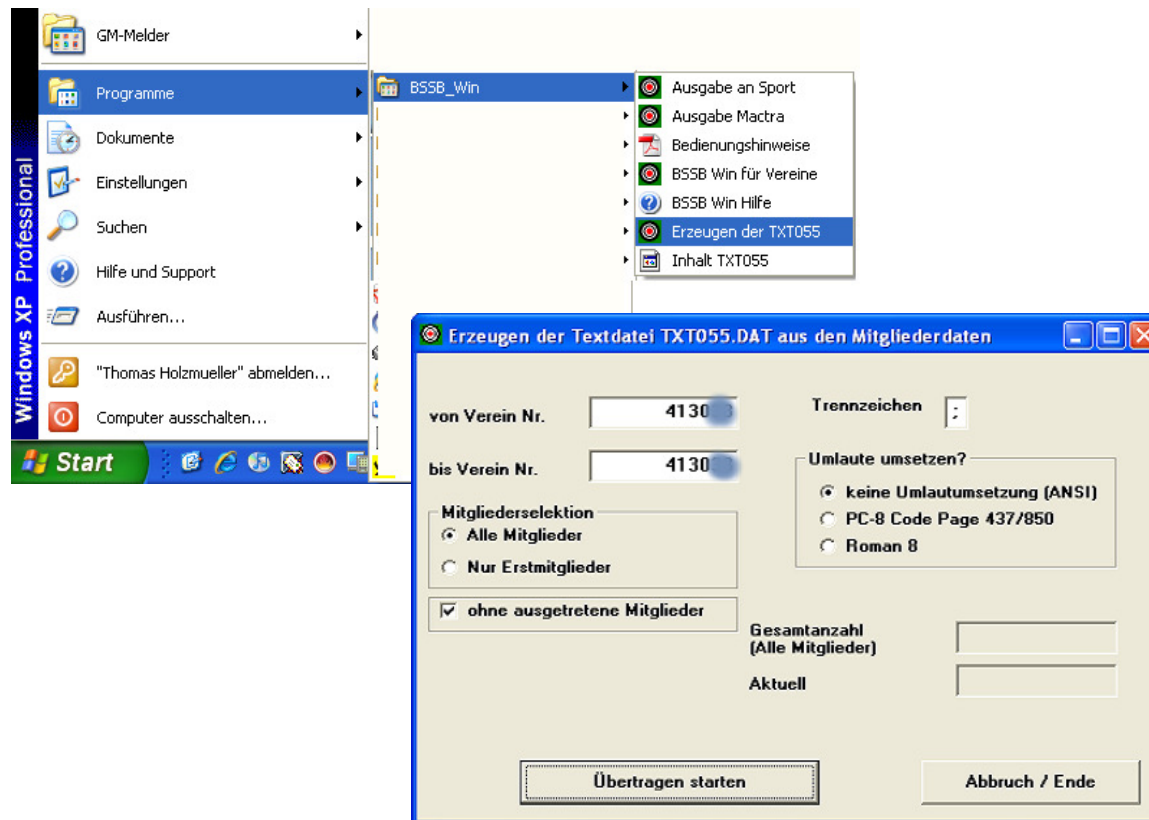 GM-Melder
Programme
Dokumente
Einstellungen
Suchen
Hilfe und Support
Ausführen...
"Thomas Holzmueller" abmelden...
Computer ausschalten...
Windows XP Professional
Start
BSSB_Win
Ausgabe an Sport
Ausgabe Mactra
Bedienungshinweise
BSSB Win für Vereine
BSSB Win Hilfe
Erzeugen der TXT055
Inhalt TXT055
Erzeugen der Textdatei TXT055.DAT aus den Mitgliederdaten
von Verein Nr.
bis Verein Nr.
Mitgliederselektion
Alle Mitglieder
Nur Erstmitglieder
ohne ausgetretene Mitglieder
Trennzeichen ;
Umlaute umsetzen?
keine Umlautumsetzung (ANSI)
PC-8 Code Page 437/850
Roman 8
Gesamtanzahl
(Alle Mitglieder)
Aktuell
Übertragen starten
Abbruch / Ende